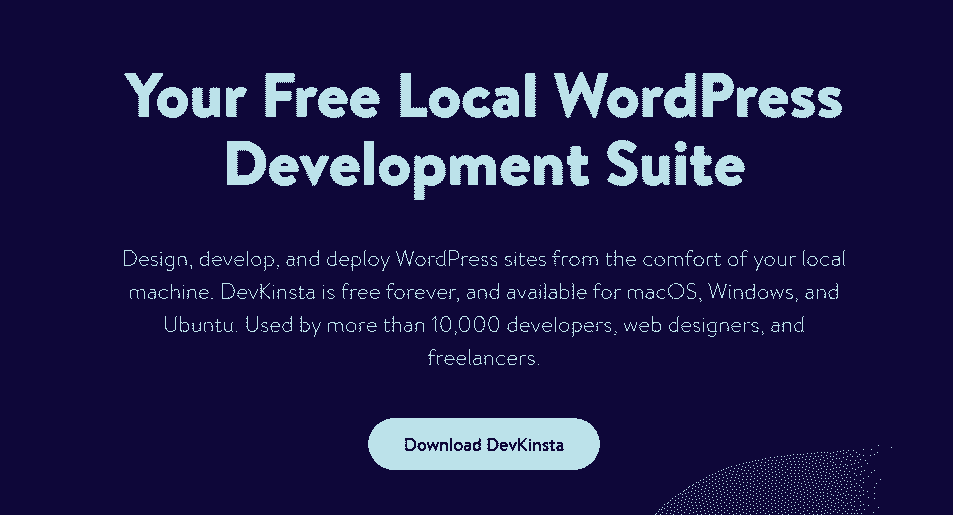 Your Free Local WordPress
Development Suite
Design, develop, and deploy WordPress sites from the comfort of your local
machine. DevKinsta is free forever, and available for macOS, Windows, and
Ubuntu. Used by more than 10,000 developers, web designers, and
freelancers.
Download DevKinsta